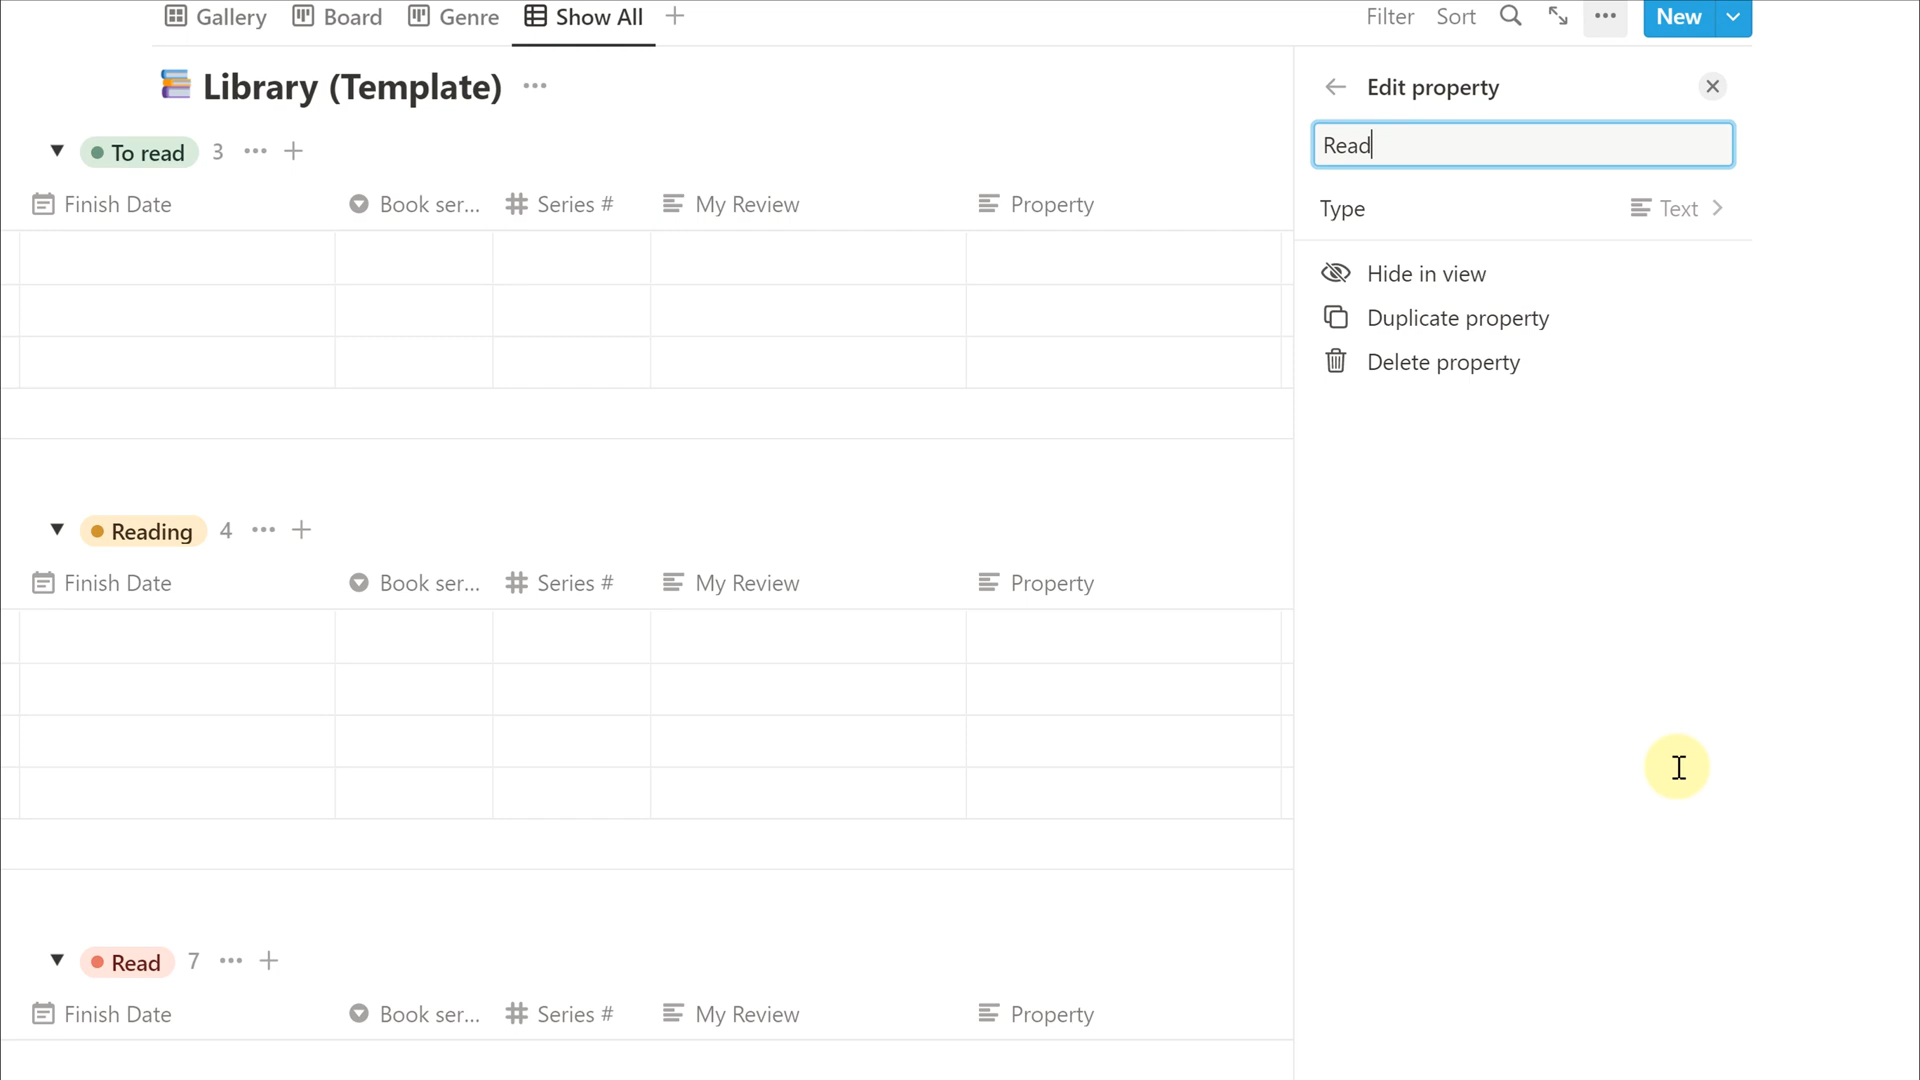 Gallery Board Genre Show All
Filter Sort New
Library (Template)
To read 3
Finish Date Book ser... Series # My Review Property
Reading 4
Finish Date Book ser... Series # My Review Property
Read 7
Finish Date Book ser... Series # My Review Property
Edit property
Read
Type Text
Hide in view
Duplicate property
Delete property